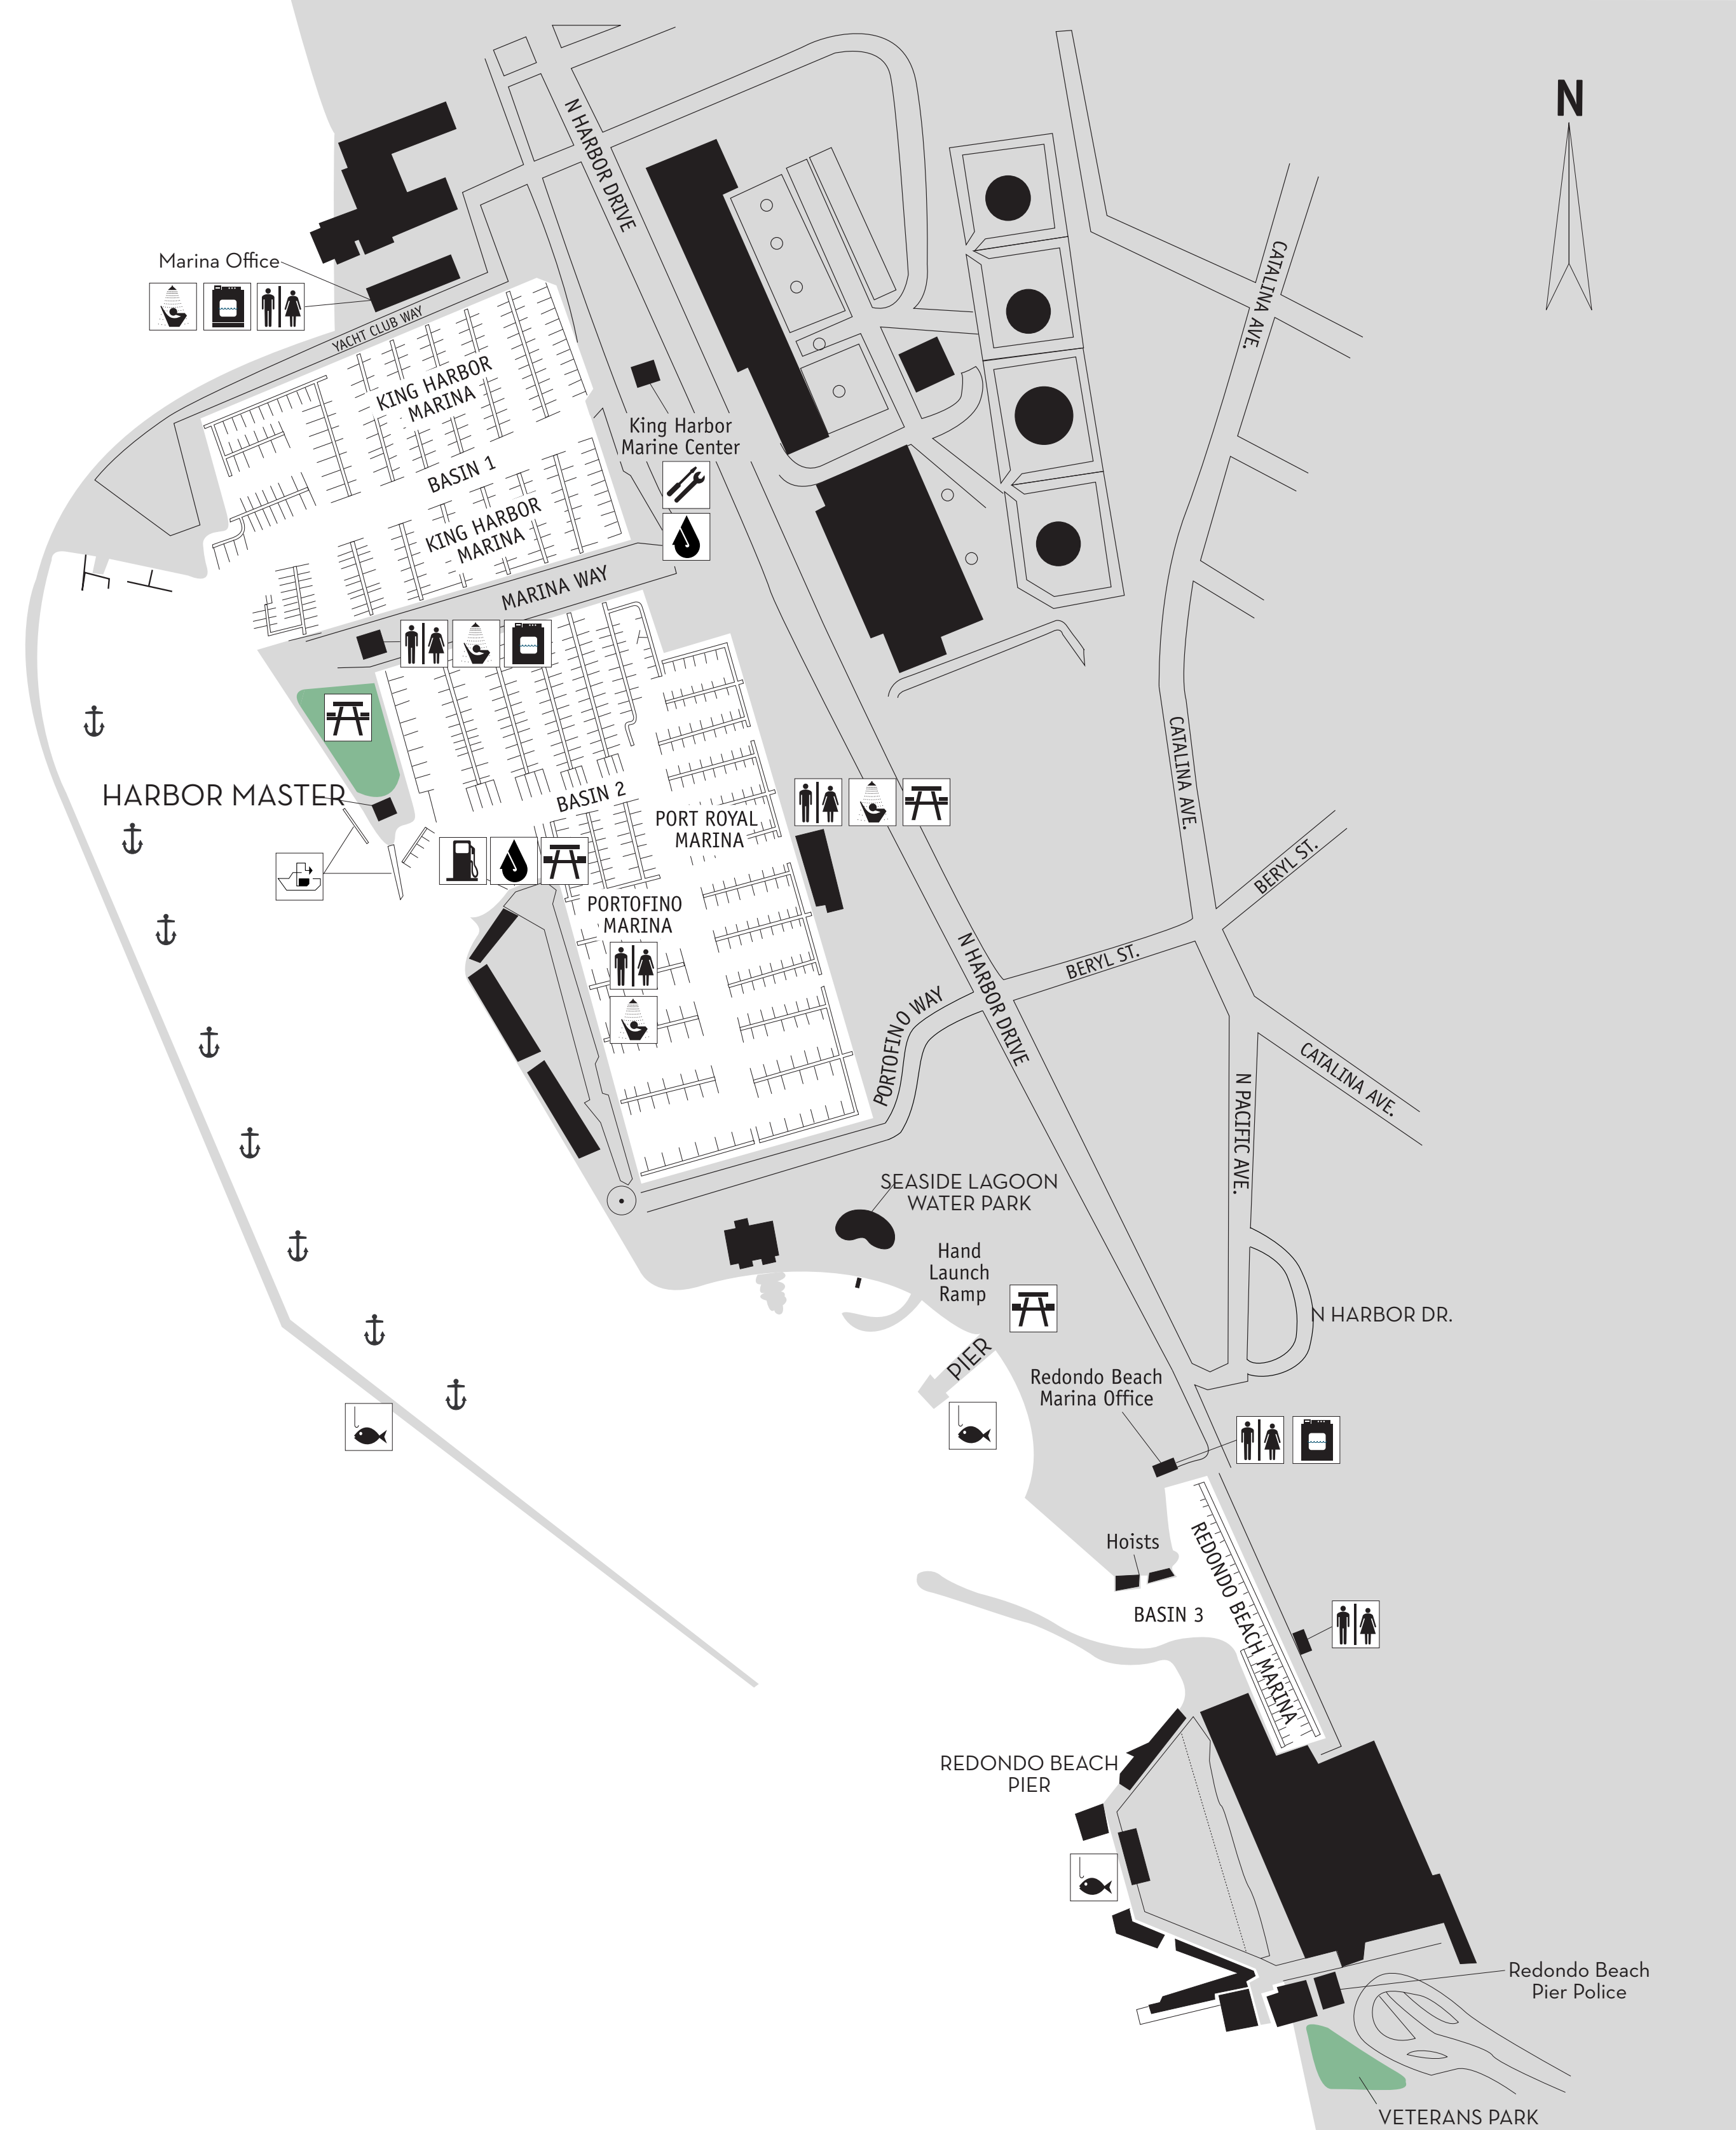 N
N HARBOR DRIVE
CATALINA AVE.
Marina Office
YACHT CLUB WAY
KING HARBOR
MARINA
King Harbor
Marine Center
BASIN 1
KING HARBOR
MARINA
MARINA WAY
CATALINA AVE.
HARBOR MASTER
BASIN 2
PORT ROYAL
MARINA
BERYL ST.
PORTOFINO
MARINA
N HARBOR DRIVE
BERYL ST.
PORTOFINO WAY
CATALINA AVE.
N PACIFIC AVE.
SEASIDE LAGOON
WATER PARK
Hand
Launch
Ramp
N HARBOR DR.
PIER
Redondo Beach
Marina Office
Hoists
BASIN 3
REDONDO BEACH MARINA
REDONDO BEACH
PIER
Redondo Beach
Pier Police
VETERANS PARK